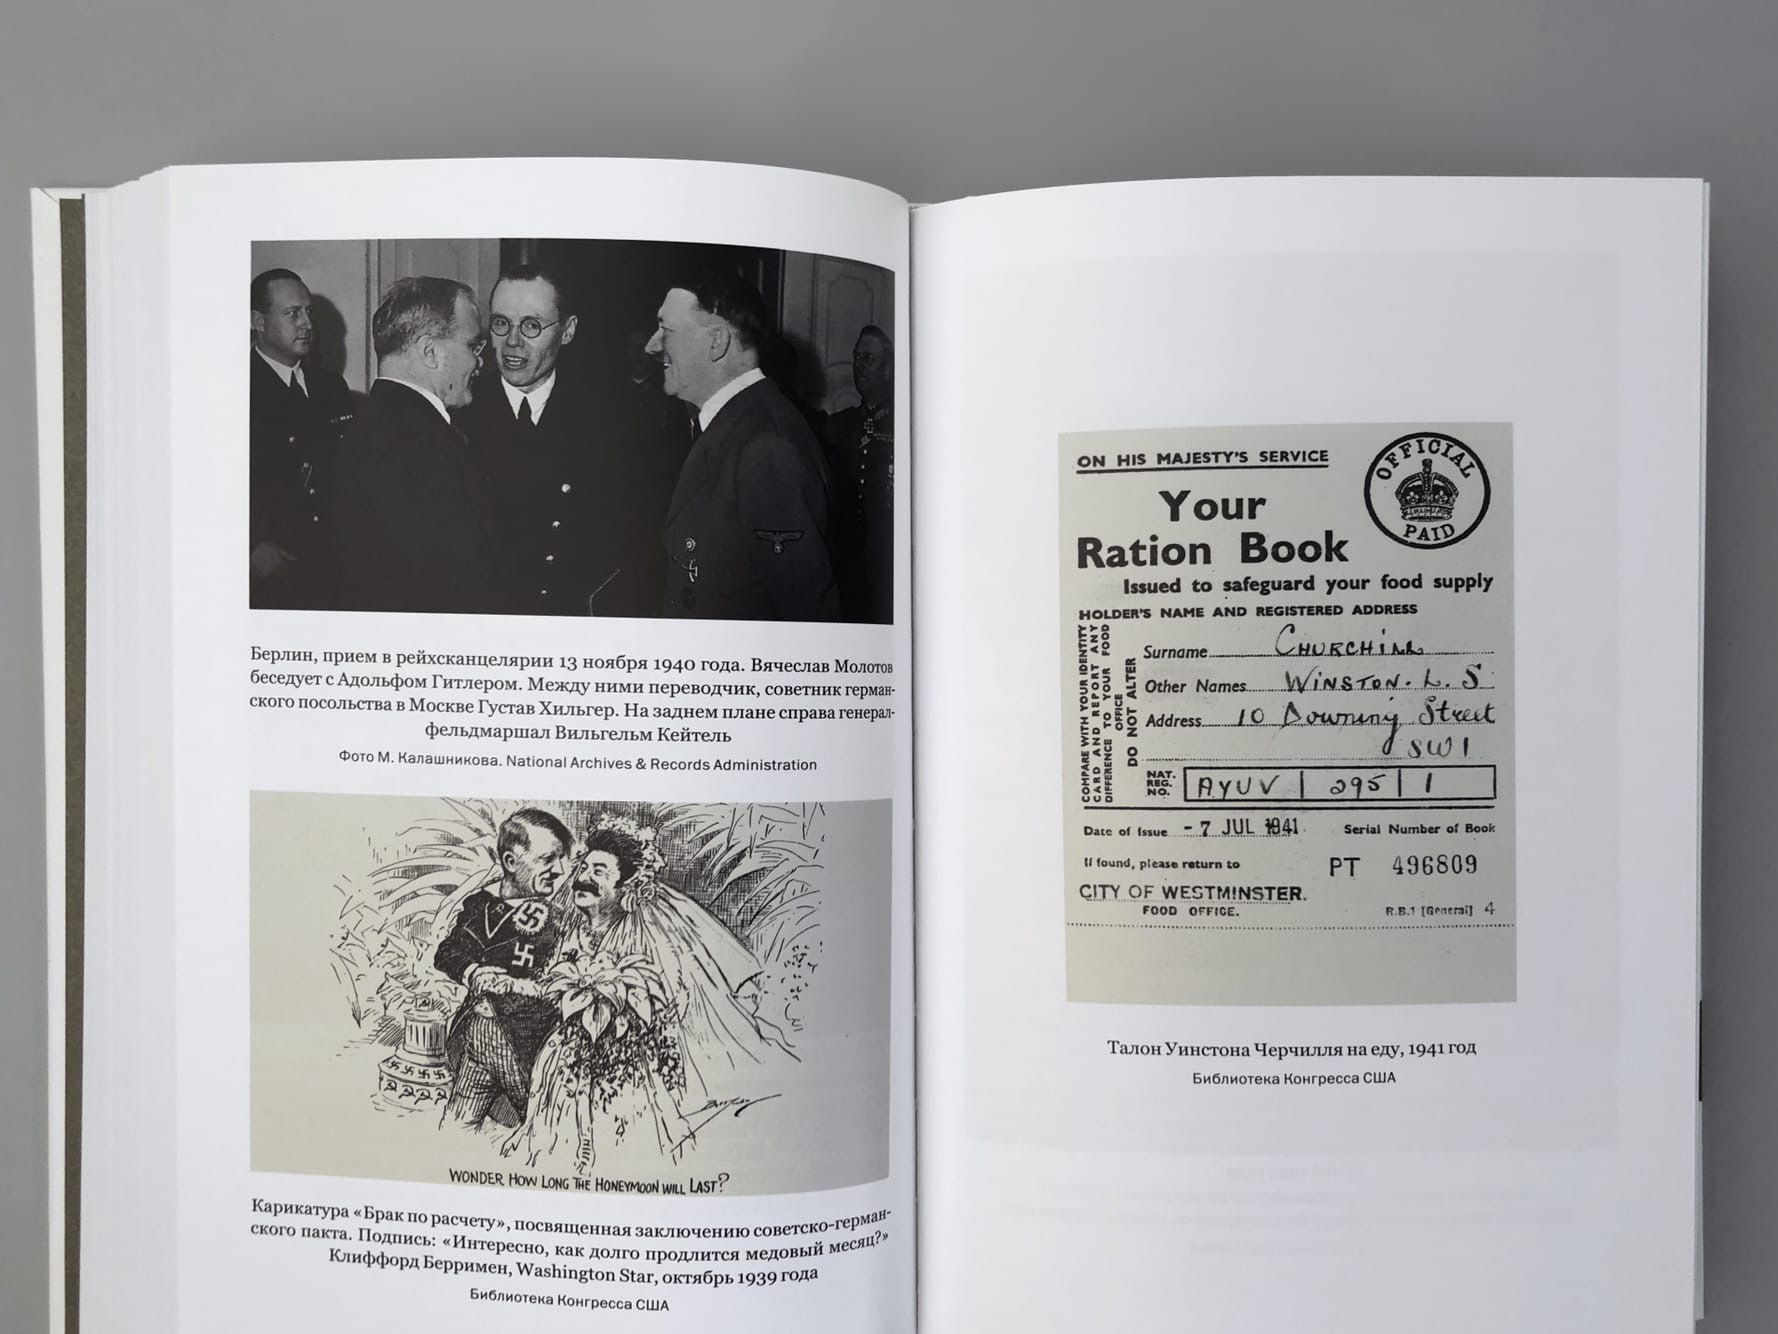 Берлин, прием в рейхсканцелярии 13 ноября 1940 года. Вячеслав Молотов
беседует с Адольфом Гитлером. Между ними переводчик, советник герман-
ского посольства в Москве Густав Хильгер. На заднем плане справа генерал-
фельдмаршал Вильгельм Кейтель
Фото М. Калашникова. National Archives & Records Administration
WONDER HOW LONG THE HONEYMOON WILL LAST?
Карикатура «Брак по расчету», посвященная заключению советско-герман-
ского пакта. Подпись: «Интересно, как долго продлится медовый месяц?»
Клиффорд Берримен, Washington Star, октябрь 1939 года
Библиотека Конгресса США
ON HIS MAJESTY'S SERVICE
OFFICIAL
PAID
Your
Ration Book
Issued to safeguard your food supply
HOLDER'S NAME AND REGISTERED ADDRESS
COMPARE WITH YOUR IDENTITY
CARD AND REPORT ANY
DIFFERENCE TO YOUR FOOD
OFFICE
DO NOT ALTER
Surname CHURCHILL
Other Names WINSTON. L. S
Address 10 Downing Street
SW1
NAT. REG. NO. AYUV 295 1
Date of Issue - 7 JUL 1941. Serial Number of Book
If found, please return to PT 496809
CITY OF WESTMINSTER.
FOOD OFFICE. R.B.1 [General] 4
Талон Уинстона Черчилля на еду, 1941 год
Библиотека Конгресса США